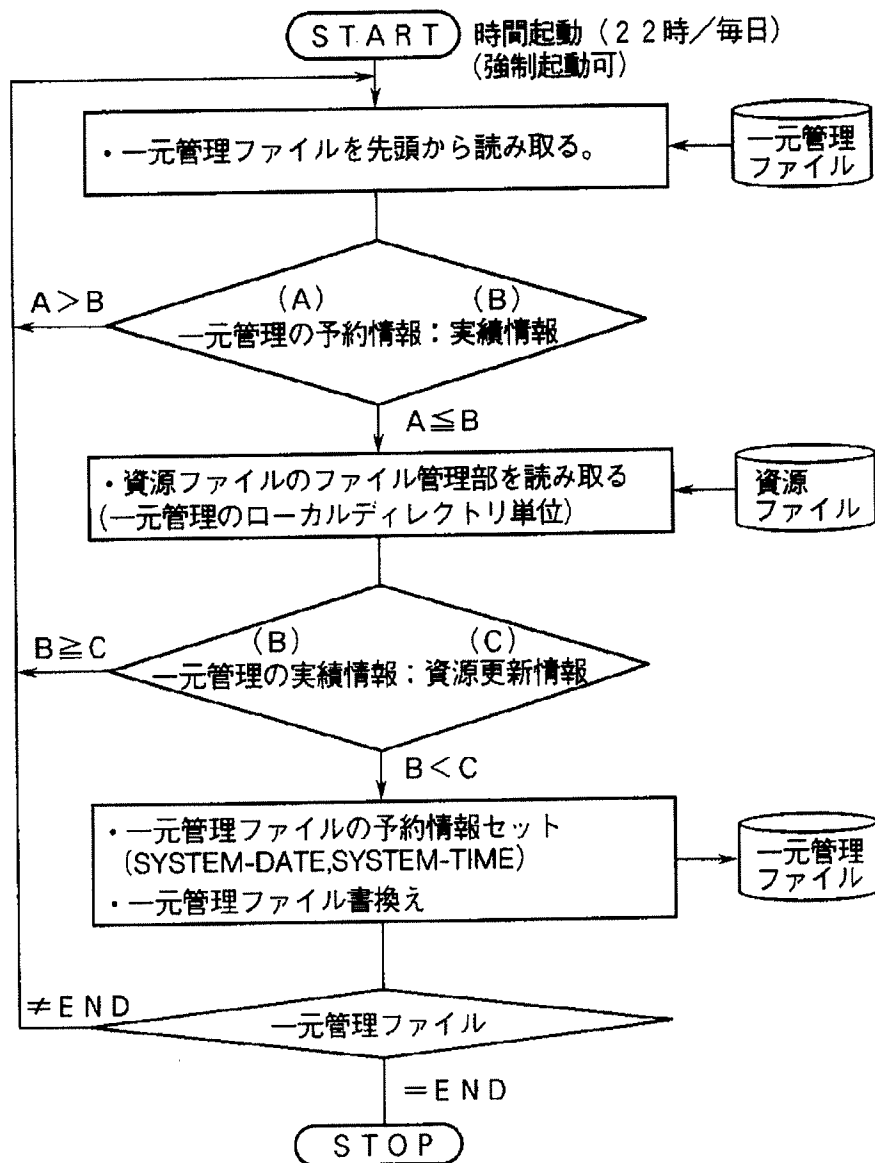 START
時間起動（２２時／毎日）
(強制起動可)
・一元管理ファイルを先頭から読み取る。
一元管理
ファイル
A＞B
(A)
(B)
一元管理の予約情報：実績情報
A≦B
・資源ファイルのファイル管理部を読み取る
(一元管理のローカルディレクトリ単位)
資源
ファイル
B≧C
(B)
(C)
一元管理の実績情報：資源更新情報
B＜C
・一元管理ファイルの予約情報セット
(SYSTEM-DATE,SYSTEM-TIME)
・一元管理ファイル書換え
一元管理
ファイル
≠END
一元管理ファイル
＝END
STOP